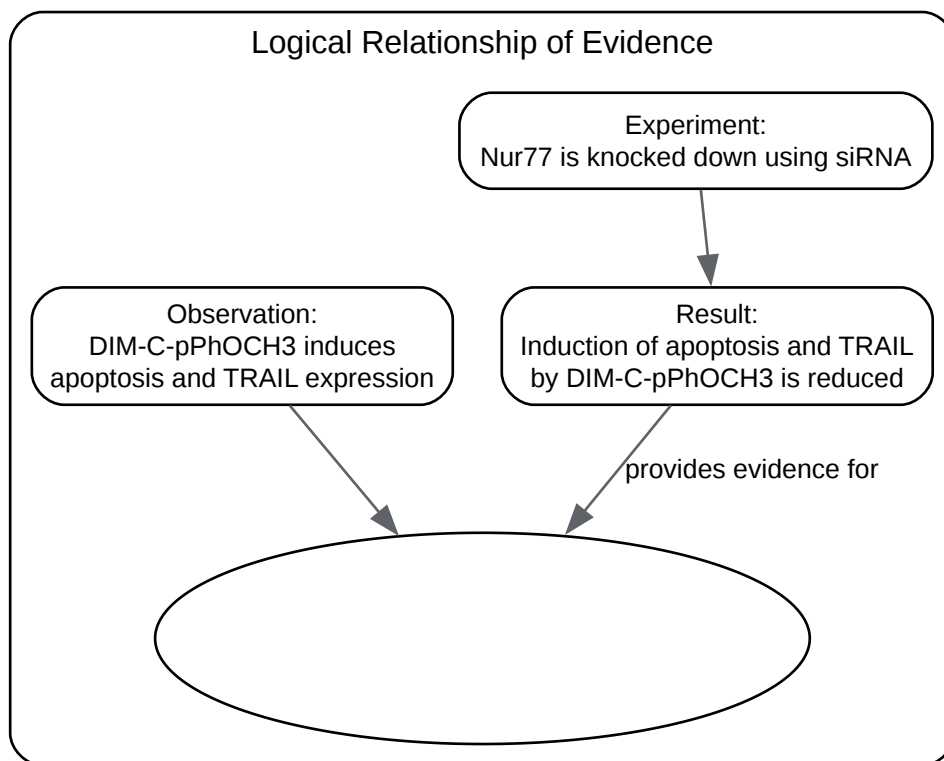 Logical Relationship of Evidence
Experiment:
Nur77 is knocked down using siRNA
Observation:
DIM-C-pPhOCH3 induces
apoptosis and TRAIL expression
Result:
Induction of apoptosis and TRAIL
by DIM-C-pPhOCH3 is reduced
provides evidence for